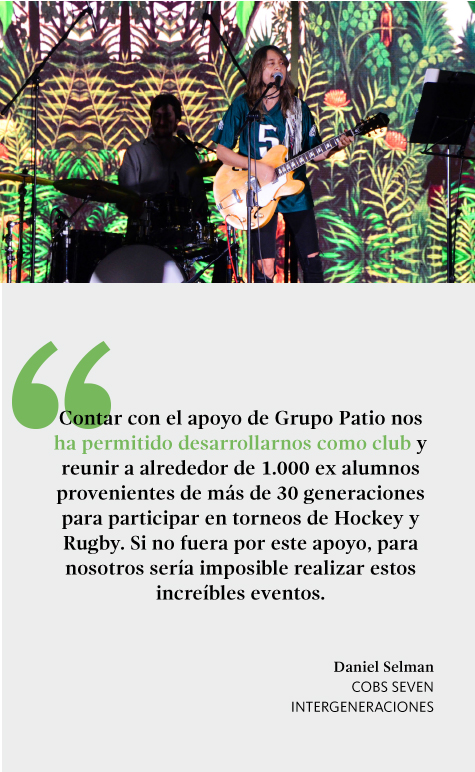 5
“
Contar con el apoyo de Grupo Patio nos
ha permitido desarrollarnos como club y
reunir a alrededor de 1.000 ex alumnos
provenientes de más de 30 generaciones
para participar en torneos de Hockey y
Rugby. Si no fuera por este apoyo, para
nosotros sería imposible realizar estos
increíbles eventos.
Daniel Selman
COBS SEVEN
INTERGENERACIONES